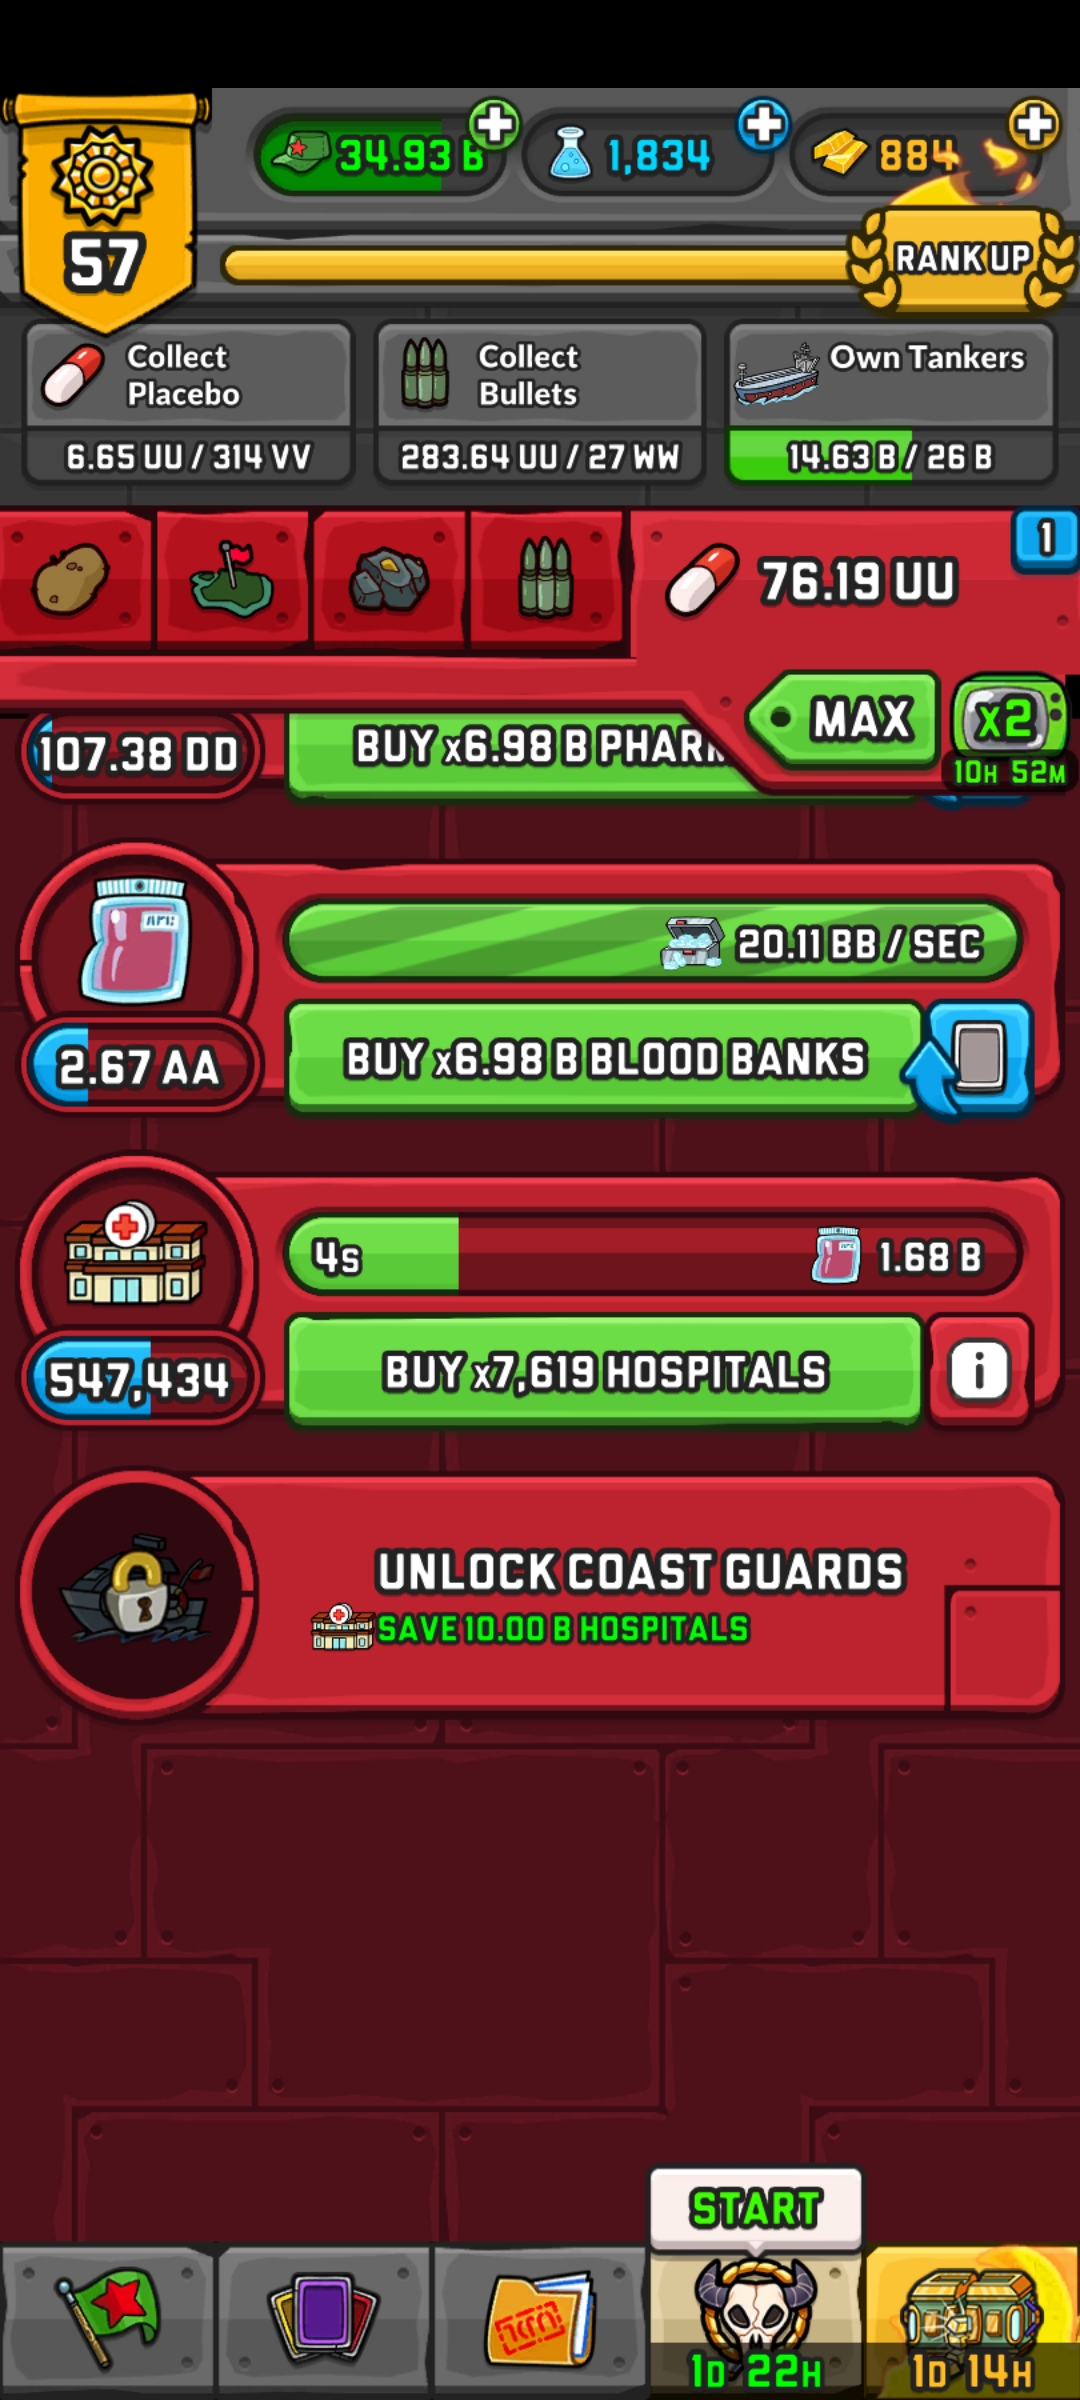 34.93 B
1,834
884
57
RANK UP
Collect
Placebo
6.65 UU / 314 VV
Collect
Bullets
283.64 UU / 27 WW
Own Tankers
14.63 B / 26 B
76.19 UU
1
MAX
x2
10H 52M
107.38 DD
BUY x6.98 B
20.11 BB / SEC
2.67 AA
BUY x6.98 B BLOOD BANKS
4s
1.68 B
547,434
BUY x7,619 HOSPITALS
i
UNLOCK COAST GUARDS
SAVE 10.00 B HOSPITALS
START
1D 22H
1D 14H